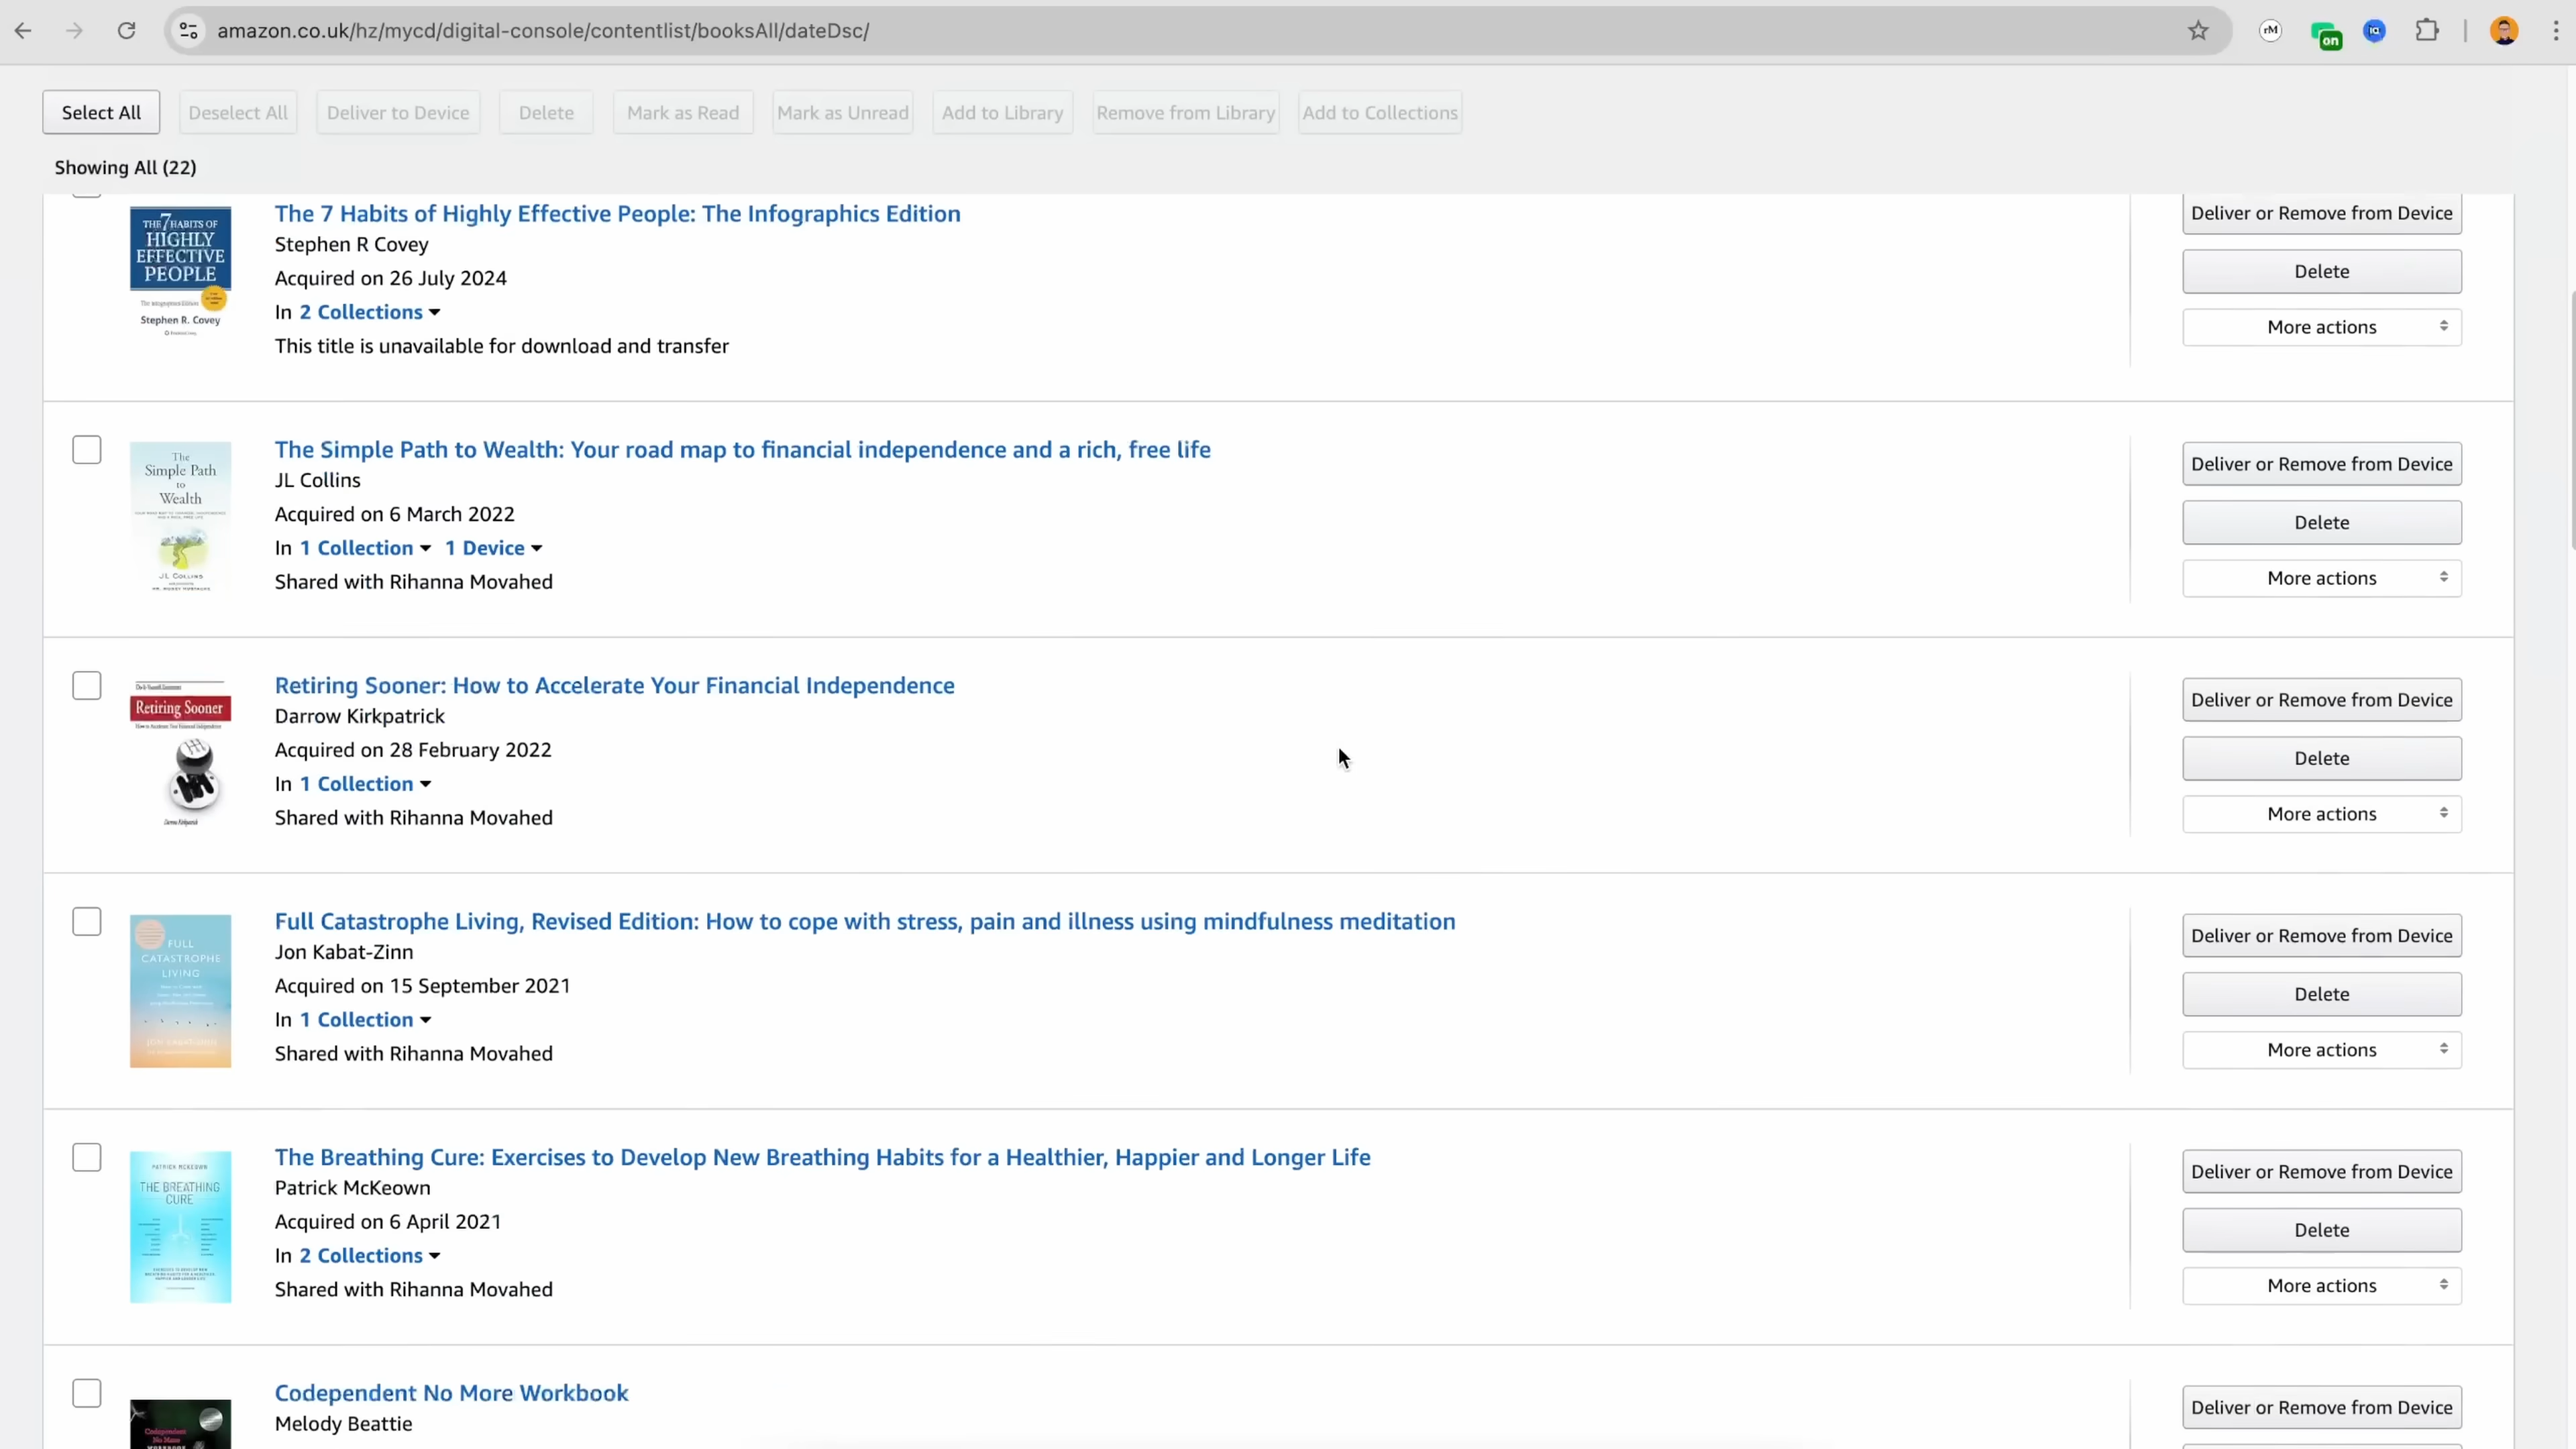 amazon.co.uk/hz/mycd/digital-console/contentlist/booksAll/dateDsc/
rM
on
Select All
Deselect All
Deliver to Device
Delete
Mark as Read
Mark as Unread
Add to Library
Remove from Library
Add to Collections
Showing All (22)
THE 7 HABITS OF
HIGHLY
EFFECTIVE
PEOPLE
Stephen R. Covey
The 7 Habits of Highly Effective People: The Infographics Edition
Stephen R Covey
Acquired on 26 July 2024
In 2 Collections
This title is unavailable for download and transfer
Deliver or Remove from Device
Delete
More actions
The
Simple Path
to
Wealth
JL COLLINS
The Simple Path to Wealth: Your road map to financial independence and a rich, free life
JL Collins
Acquired on 6 March 2022
In 1 Collection 1 Device
Shared with Rihanna Movahed
Deliver or Remove from Device
Delete
More actions
Retiring Sooner
Darrow Kirkpatrick
Retiring Sooner: How to Accelerate Your Financial Independence
Darrow Kirkpatrick
Acquired on 28 February 2022
In 1 Collection
Shared with Rihanna Movahed
Deliver or Remove from Device
Delete
More actions
FULL
CATASTROPHE
LIVING
JON KABAT-ZINN
Full Catastrophe Living, Revised Edition: How to cope with stress, pain and illness using mindfulness meditation
Jon Kabat-Zinn
Acquired on 15 September 2021
In 1 Collection
Shared with Rihanna Movahed
Deliver or Remove from Device
Delete
More actions
PATRICK MCKEOWN
THE BREATHING
CURE
The Breathing Cure: Exercises to Develop New Breathing Habits for a Healthier, Happier and Longer Life
Patrick McKeown
Acquired on 6 April 2021
In 2 Collections
Shared with Rihanna Movahed
Deliver or Remove from Device
Delete
More actions
Codependent
No More
Codependent No More Workbook
Melody Beattie
Deliver or Remove from Device